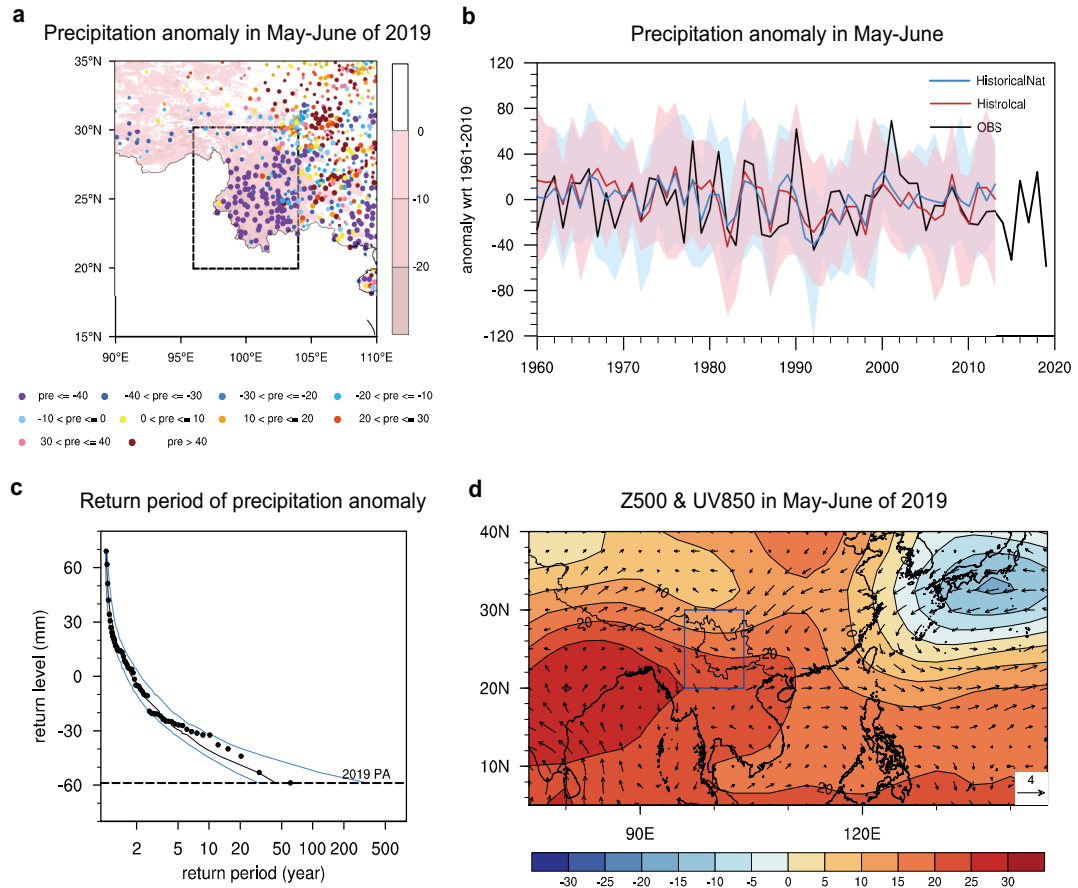 a
Precipitation anomaly in May-June of 2019
35°N
30°N
25°N
20°N
15°N
90°E 95°E 100°E 105°E 110°E
0
-10
-20
pre <= -40 -40 < pre <= -30 -30 < pre <= -20 -20 < pre <= -10
-10 < pre <= 0 0 < pre <= 10 10 < pre <= 20 20 < pre <= 30
30 < pre <= 40 pre > 40
b
Precipitation anomaly in May-June
anomaly wrt 1961-2010
120
80
40
0
-40
-80
-120
1960 1970 1980 1990 2000 2010 2020
HistoricalNat
Histrolcal
OBS
c
Return period of precipitation anomaly
return level (mm)
60
30
0
-30
-60
2019 PA
2 5 10 20 50 100 200 500
return period (year)
d
Z500 & UV850 in May-June of 2019
40N
30N
20N
10N
10
20
20
10
20
20
4
90E 120E
-30 -25 -20 -15 -10 -5 0 5 10 15 20 25 30